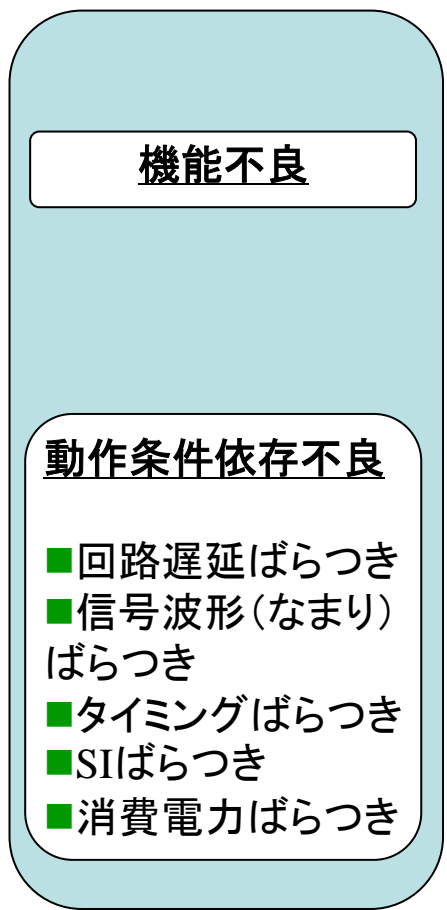 機能不良
動作条件依存不良
■回路遅延ばらつき
■信号波形（なまり）
ばらつき
■タイミングばらつき
■SIばらつき
■消費電力ばらつき